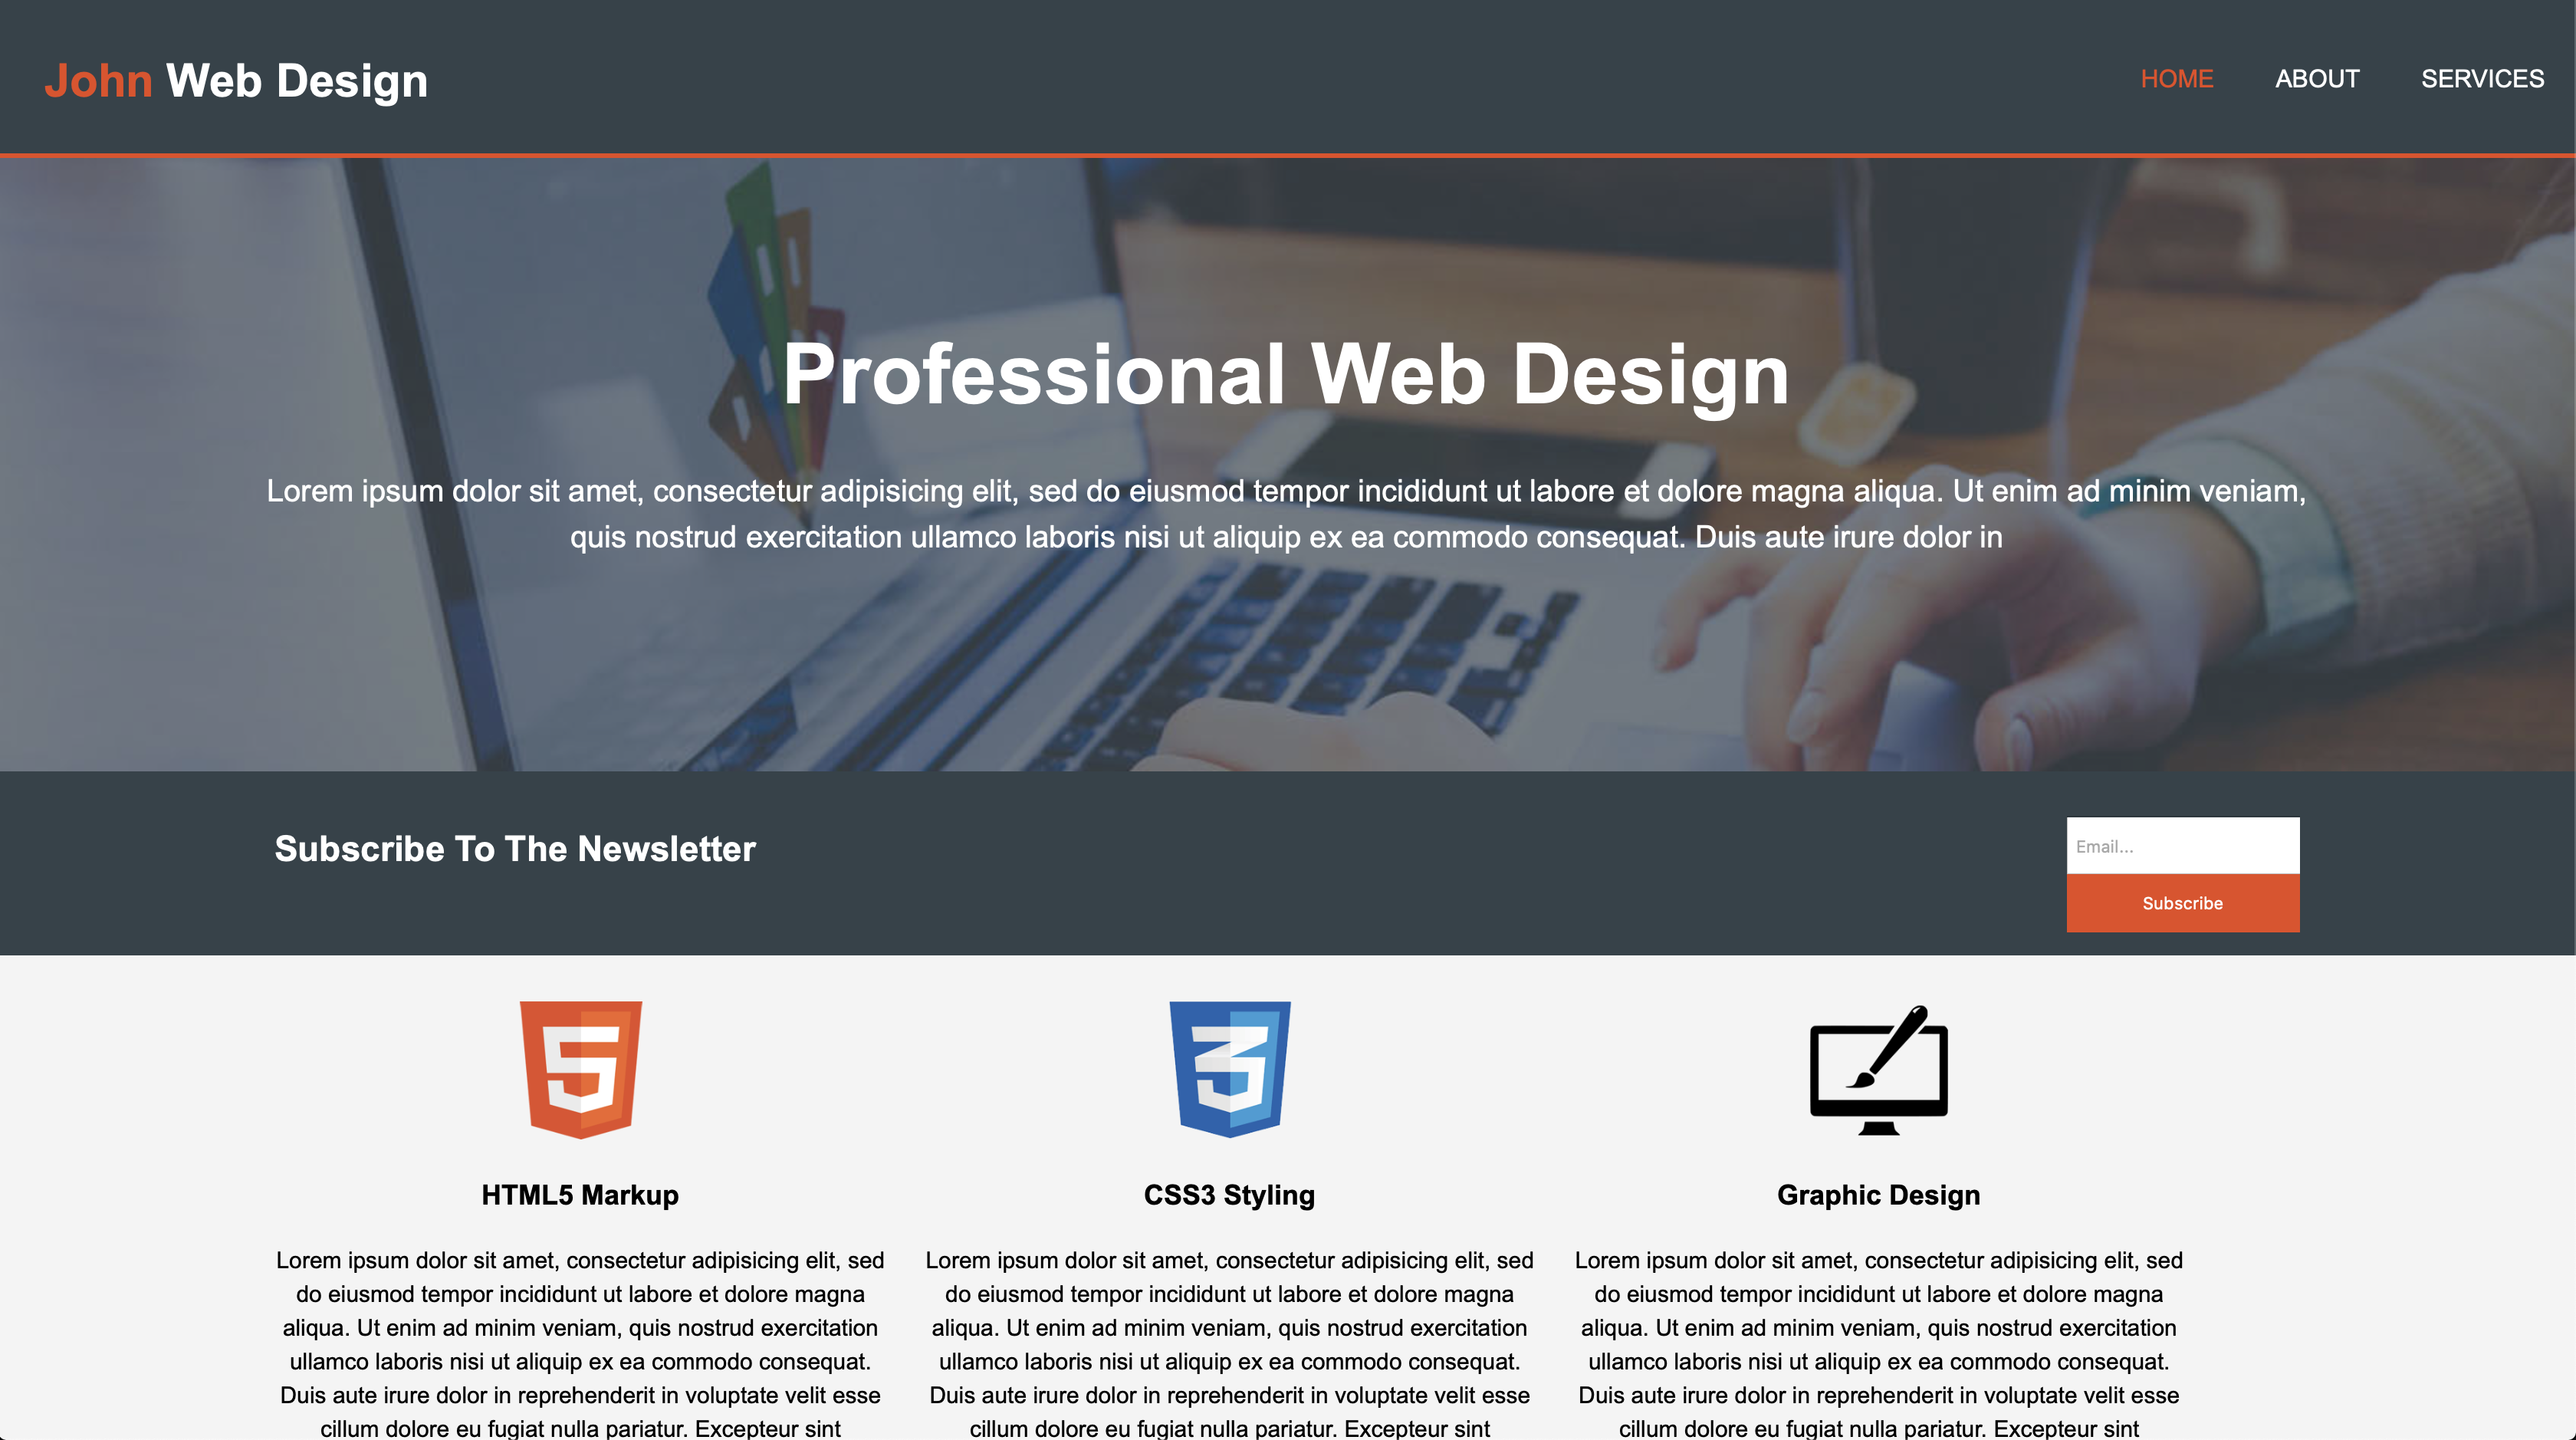 John Web Design
HOME ABOUT SERVICES
Professional Web Design
Lorem ipsum dolor sit amet, consectetur adipisicing elit, sed do eiusmod tempor incididunt ut labore et dolore magna aliqua. Ut enim ad minim veniam,
quis nostrud exercitation ullamco laboris nisi ut aliquip ex ea commodo consequat. Duis aute irure dolor in
Subscribe To The Newsletter
Email...
Subscribe
HTML5 Markup
Lorem ipsum dolor sit amet, consectetur adipisicing elit, sed
do eiusmod tempor incididunt ut labore et dolore magna
aliqua. Ut enim ad minim veniam, quis nostrud exercitation
ullamco laboris nisi ut aliquip ex ea commodo consequat.
Duis aute irure dolor in reprehenderit in voluptate velit esse
cillum dolore eu fugiat nulla pariatur. Excepteur sint
CSS3 Styling
Lorem ipsum dolor sit amet, consectetur adipisicing elit, sed
do eiusmod tempor incididunt ut labore et dolore magna
aliqua. Ut enim ad minim veniam, quis nostrud exercitation
ullamco laboris nisi ut aliquip ex ea commodo consequat.
Duis aute irure dolor in reprehenderit in voluptate velit esse
cillum dolore eu fugiat nulla pariatur. Excepteur sint
Graphic Design
Lorem ipsum dolor sit amet, consectetur adipisicing elit, sed
do eiusmod tempor incididunt ut labore et dolore magna
aliqua. Ut enim ad minim veniam, quis nostrud exercitation
ullamco laboris nisi ut aliquip ex ea commodo consequat.
Duis aute irure dolor in reprehenderit in voluptate velit esse
cillum dolore eu fugiat nulla pariatur. Excepteur sint